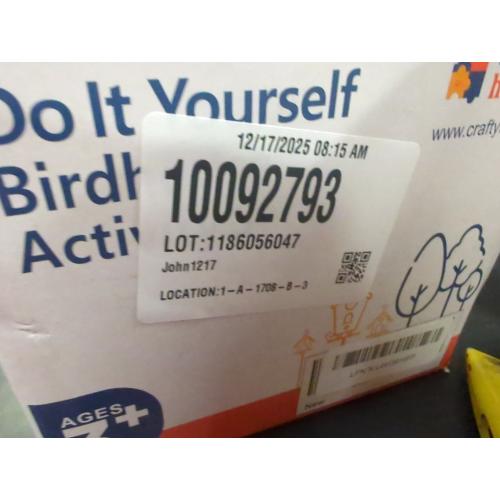 Do It Yourself
Birdh
Activ
www.crafty
12/17/2025 08:15 AM
10092793
LOT:1186056047
John1217
LOCATION:1-A-1708-B-3
AGES
3+
New